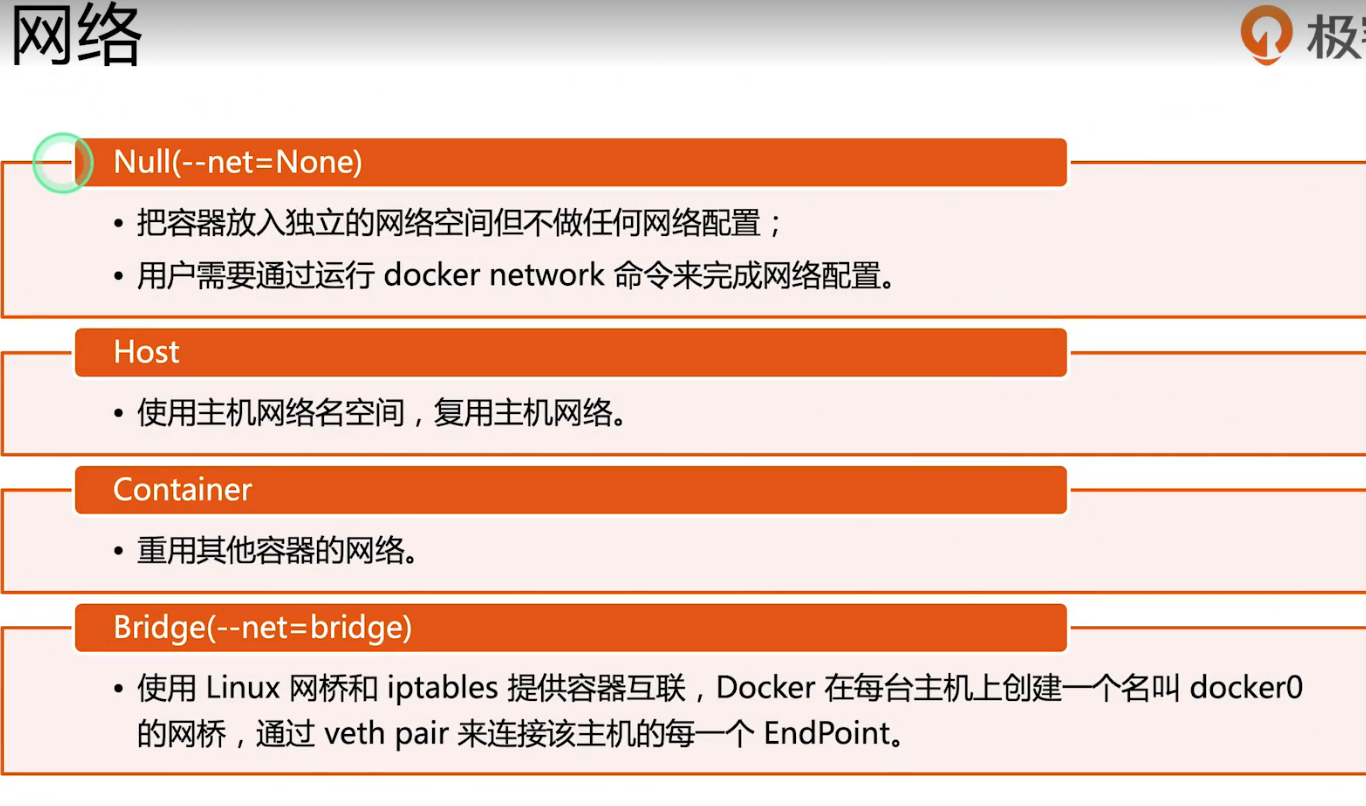 网络
极客
Null(--net=None)
• 把容器放入独立的网络空间但不做任何网络配置；
• 用户需要通过运行 docker network 命令来完成网络配置。
Host
• 使用主机网络名空间，复用主机网络。
Container
• 重用其他容器的网络。
Bridge(--net=bridge)
• 使用 Linux 网桥和 iptables 提供容器互联，Docker 在每台主机上创建一个名叫 docker0
的网桥，通过 veth pair 来连接该主机的每一个 EndPoint。